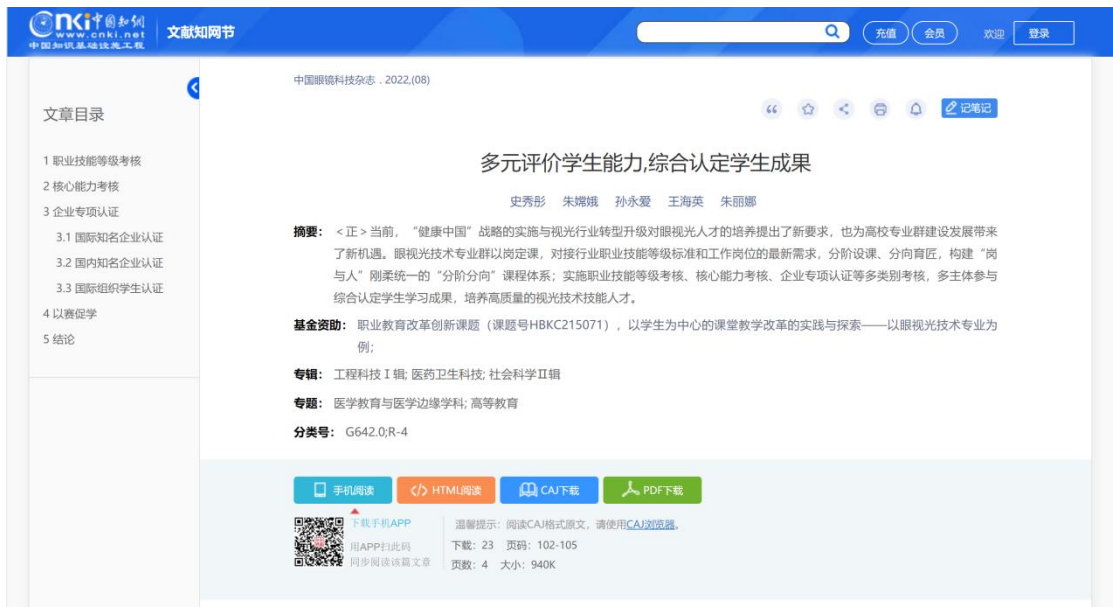 cnki中国知网
www.cnki.net
中国知识基础设施工程
文献知网节
充值
会员
欢迎
登录
文章目录
1 职业技能等级考核
2 核心能力考核
3 企业专项认证
3.1 国际知名企业认证
3.2 国内知名企业认证
3.3 国际组织学生认证
4 以赛促学
5 结论
中国眼镜科技杂志 . 2022,(08)
记笔记
多元评价学生能力,综合认定学生成果
史秀彤 朱嫦娥 孙永爱 王海英 朱丽娜
摘要： <正>当前，“健康中国”战略的实施与视光行业转型升级对眼视光人才的培养提出了新要求，也为高校专业群建设发展带来
了新机遇。眼视光技术专业群以岗定课，对接行业职业技能等级标准和工作岗位的最新需求，分阶设课、分向育匠，构建“岗
与人”刚柔统一的“分阶分向”课程体系；实施职业技能等级考核、核心能力考核、企业专项认证等多类别考核，多主体参与
综合认定学生学习成果，培养高质量的视光技术技能人才。
基金资助： 职业教育改革创新课题（课题号HBKC215071），以学生为中心的课堂教学改革的实践与探索——以眼视光技术专业为
例；
专辑： 工程科技Ⅰ辑; 医药卫生科技; 社会科学Ⅱ辑
专题： 医学教育与医学边缘学科; 高等教育
分类号： G642.0;R-4
手机阅读
HTML阅读
CAJ下载
PDF下载
下载手机APP
用APP扫此码
同步阅读该篇文章
温馨提示：阅读CAJ格式原文，请使用CAJ浏览器。
下载：23 页码：102-105
页数：4 大小：940K